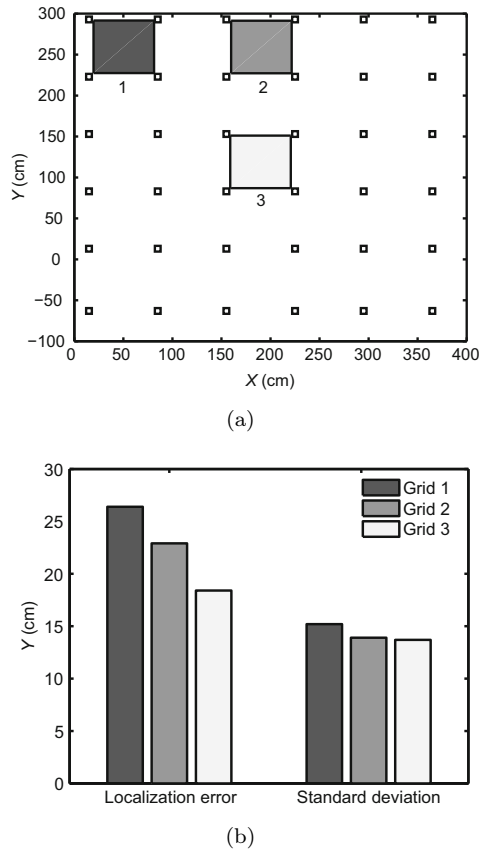 300
250
200
150
100
50
0
−50
−100
Y (cm)
1
2
3
0 50 100 150 200 250 300 350 400
X (cm)
(a)
30
25
20
15
10
5
0
Y (cm)
Grid 1
Grid 2
Grid 3
Localization error Standard deviation
(b)